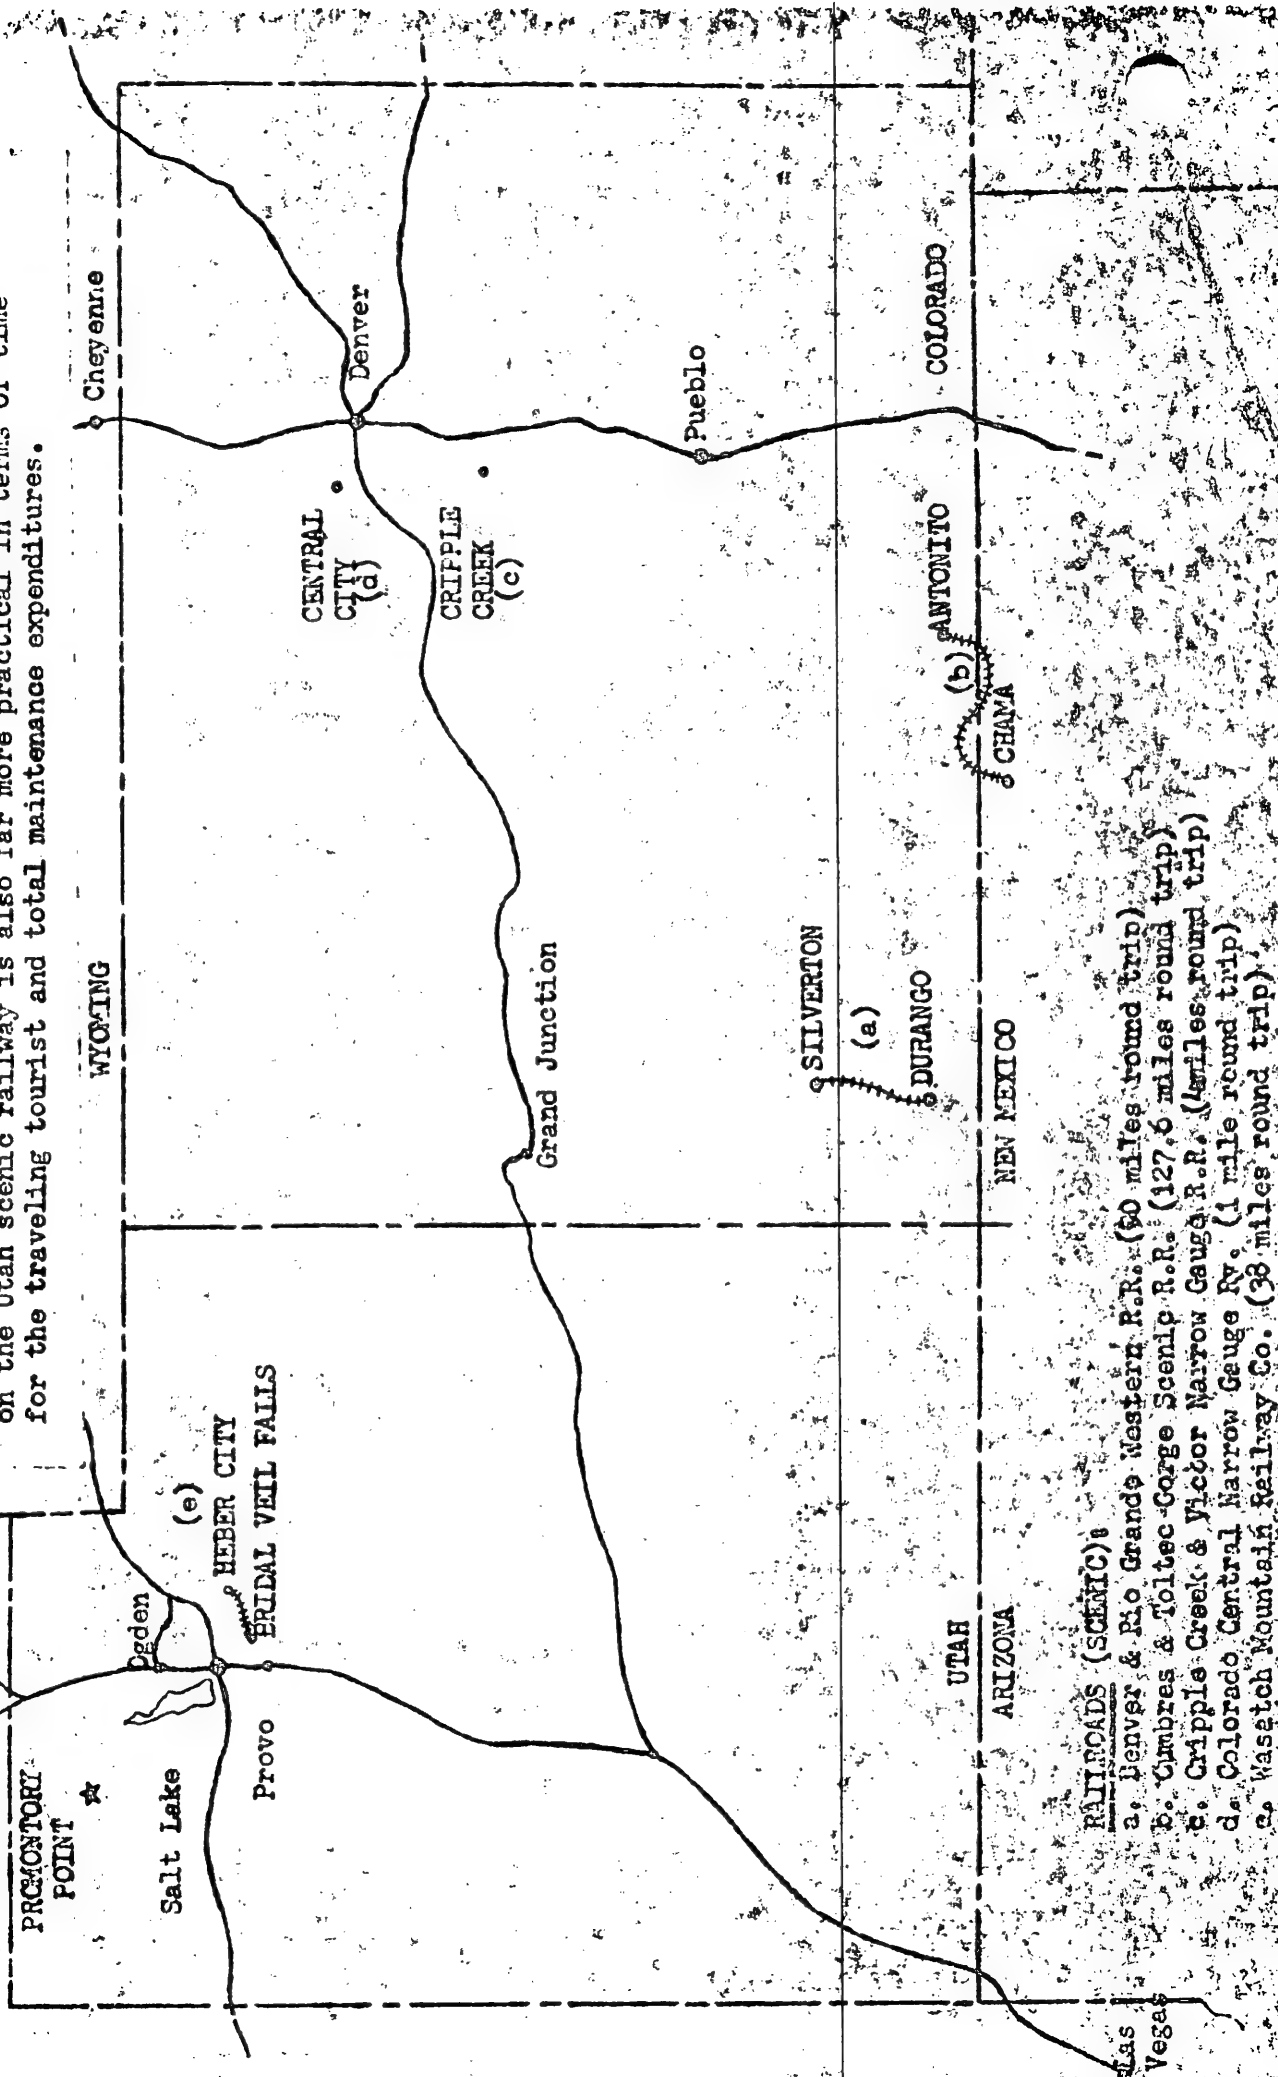 on the Utah scenic railway is also far more practical in terms of time
for the traveling tourist and total maintenance expenditures.
PROMONTORY
POINT
Salt Lake
Ogden
Provo
(e)
HEBER CITY
BRIDAL VEIL FALLS
WYOMING
Cheyenne
Denver
CENTRAL
CITY
(d)
CRIPPLE
CREEK
(c)
Grand Junction
Pueblo
SILVERTON
(a)
DURANGO
(b)
ANTONITO
CHAMA
COLORADO
UTAH
ARIZONA
NEW MEXICO
Las
Vegas
RAILROADS (SCENIC):
a. Denver & Rio Grande Western R.R. (90 miles round trip)
b. Cumbres & Toltec Gorge Scenic R.R. (127.6 miles round trip)
c. Cripple Creek & Victor Narrow Gauge R.R. (4miles round trip)
d. Colorado Central Narrow Gauge Ry. (1 mile round trip)
e. Wasatch Mountain Railway Co. (38 miles round trip)